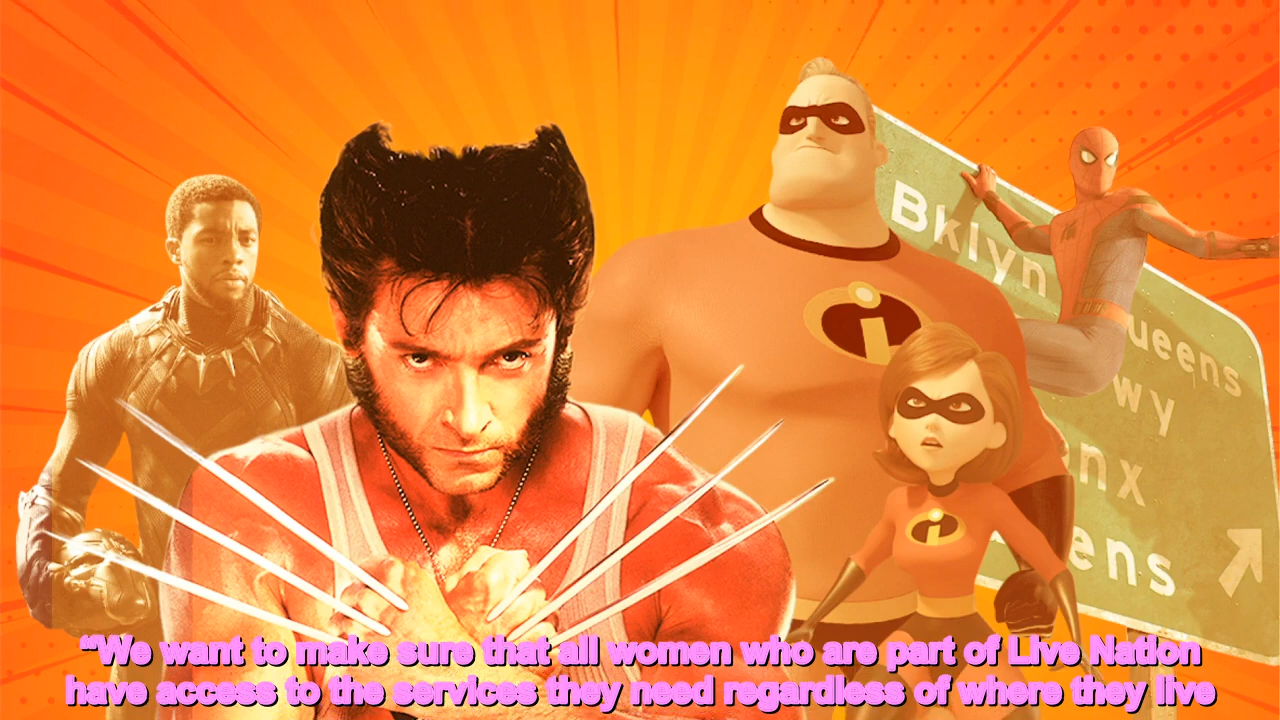 Bklyn
ueens
wy
nx
ens
“We want to make sure that all women who are part of Live Nation
have access to the services they need regardless of where they live